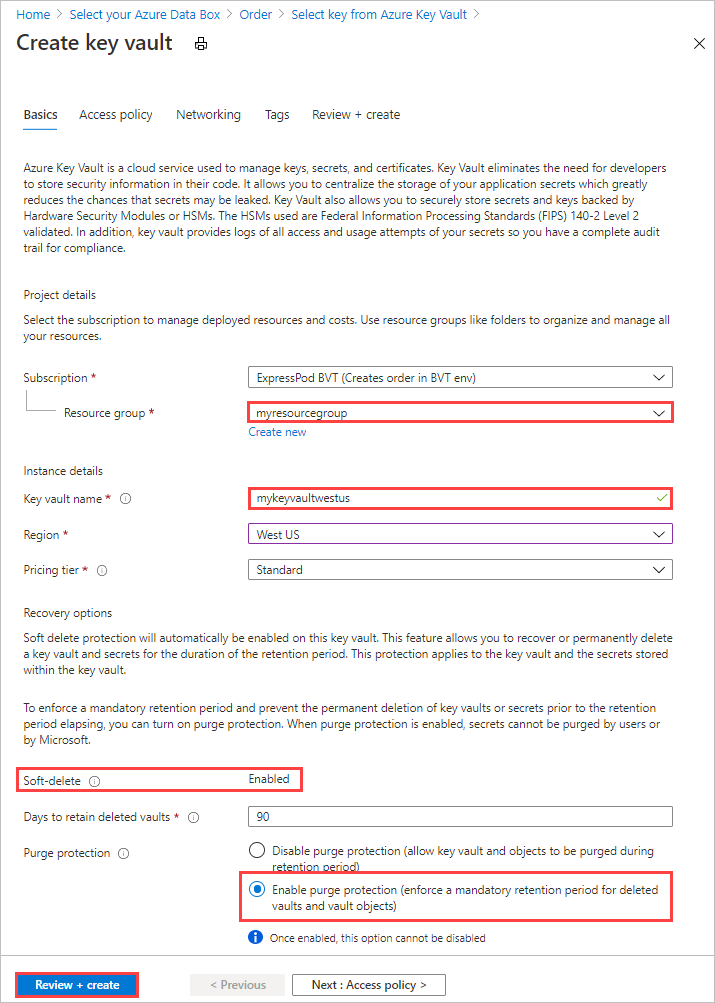 Home > Select your Azure Data Box > Order > Select key from Azure Key Vault >
Create key vault
Basics Access policy Networking Tags Review + create
Azure Key Vault is a cloud service used to manage keys, secrets, and certificates. Key Vault eliminates the need for developers
to store security information in their code. It allows you to centralize the storage of your application secrets which greatly
reduces the chances that secrets may be leaked. Key Vault also allows you to securely store secrets and keys backed by
Hardware Security Modules or HSMs. The HSMs used are Federal Information Processing Standards (FIPS) 140-2 Level 2
validated. In addition, key vault provides logs of all access and usage attempts of your secrets so you have a complete audit
trail for compliance.
Project details
Select the subscription to manage deployed resources and costs. Use resource groups like folders to organize and manage all
your resources.
Subscription * ExpressPod BVT (Creates order in BVT env)
Resource group * myresourcegroup
Create new
Instance details
Key vault name * mykeyvaultwestus
Region * West US
Pricing tier * Standard
Recovery options
Soft delete protection will automatically be enabled on this key vault. This feature allows you to recover or permanently delete
a key vault and secrets for the duration of the retention period. This protection applies to the key vault and the secrets stored
within the key vault.
To enforce a mandatory retention period and prevent the permanent deletion of key vaults or secrets prior to the retention
period elapsing, you can turn on purge protection. When purge protection is enabled, secrets cannot be purged by users or
by Microsoft.
Soft-delete Enabled
Days to retain deleted vaults * 90
Purge protection Disable purge protection (allow key vault and objects to be purged during
retention period)
Enable purge protection (enforce a mandatory retention period for deleted
vaults and vault objects)
Once enabled, this option cannot be disabled
Review + create < Previous Next : Access policy >